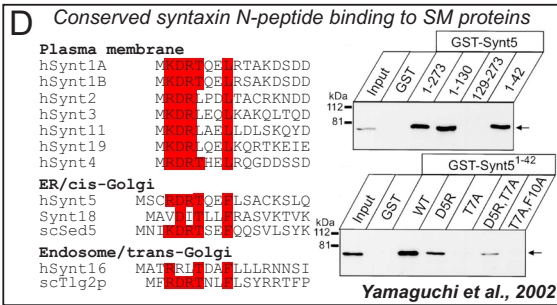 D Conserved syntaxin N-peptide binding to SM proteins
Plasma membrane
hSynt1A MKDRTQELRTAKDSDD
hSynt1B MKDRTQELRSAKDSDD
hSynt2 MRDRLPDLTACRKNDD
hSynt3 MKDRLEQLKAKQLTQD
hSynt11 MKDRLAELLDLSKQYD
hSynt19 MKDRLQELKQRTKEIE
hSynt4 MRDRTHELRQGDDSSD
ER/cis-Golgi
hSynt5 MSCRDRTQEFLSACKSLQ
Synt18 MAVDITLLFRASVKTVK
scSed5 MNIKDRTSEFQQSVLSYK
Endosome/trans-Golgi
hSynt16 MATRRLTDAFLLLRNNSI
scTlg2p MFRDRTNLFLSYRRTFP
GST-Synt5
Input GST 1-273 1-130 129-273 1-42
kDa
112
81
GST-Synt5 1-42
Input GST WT D5R T7A D5R,T7A T7A,F10A
kDa
112
81
Yamaguchi et al., 2002